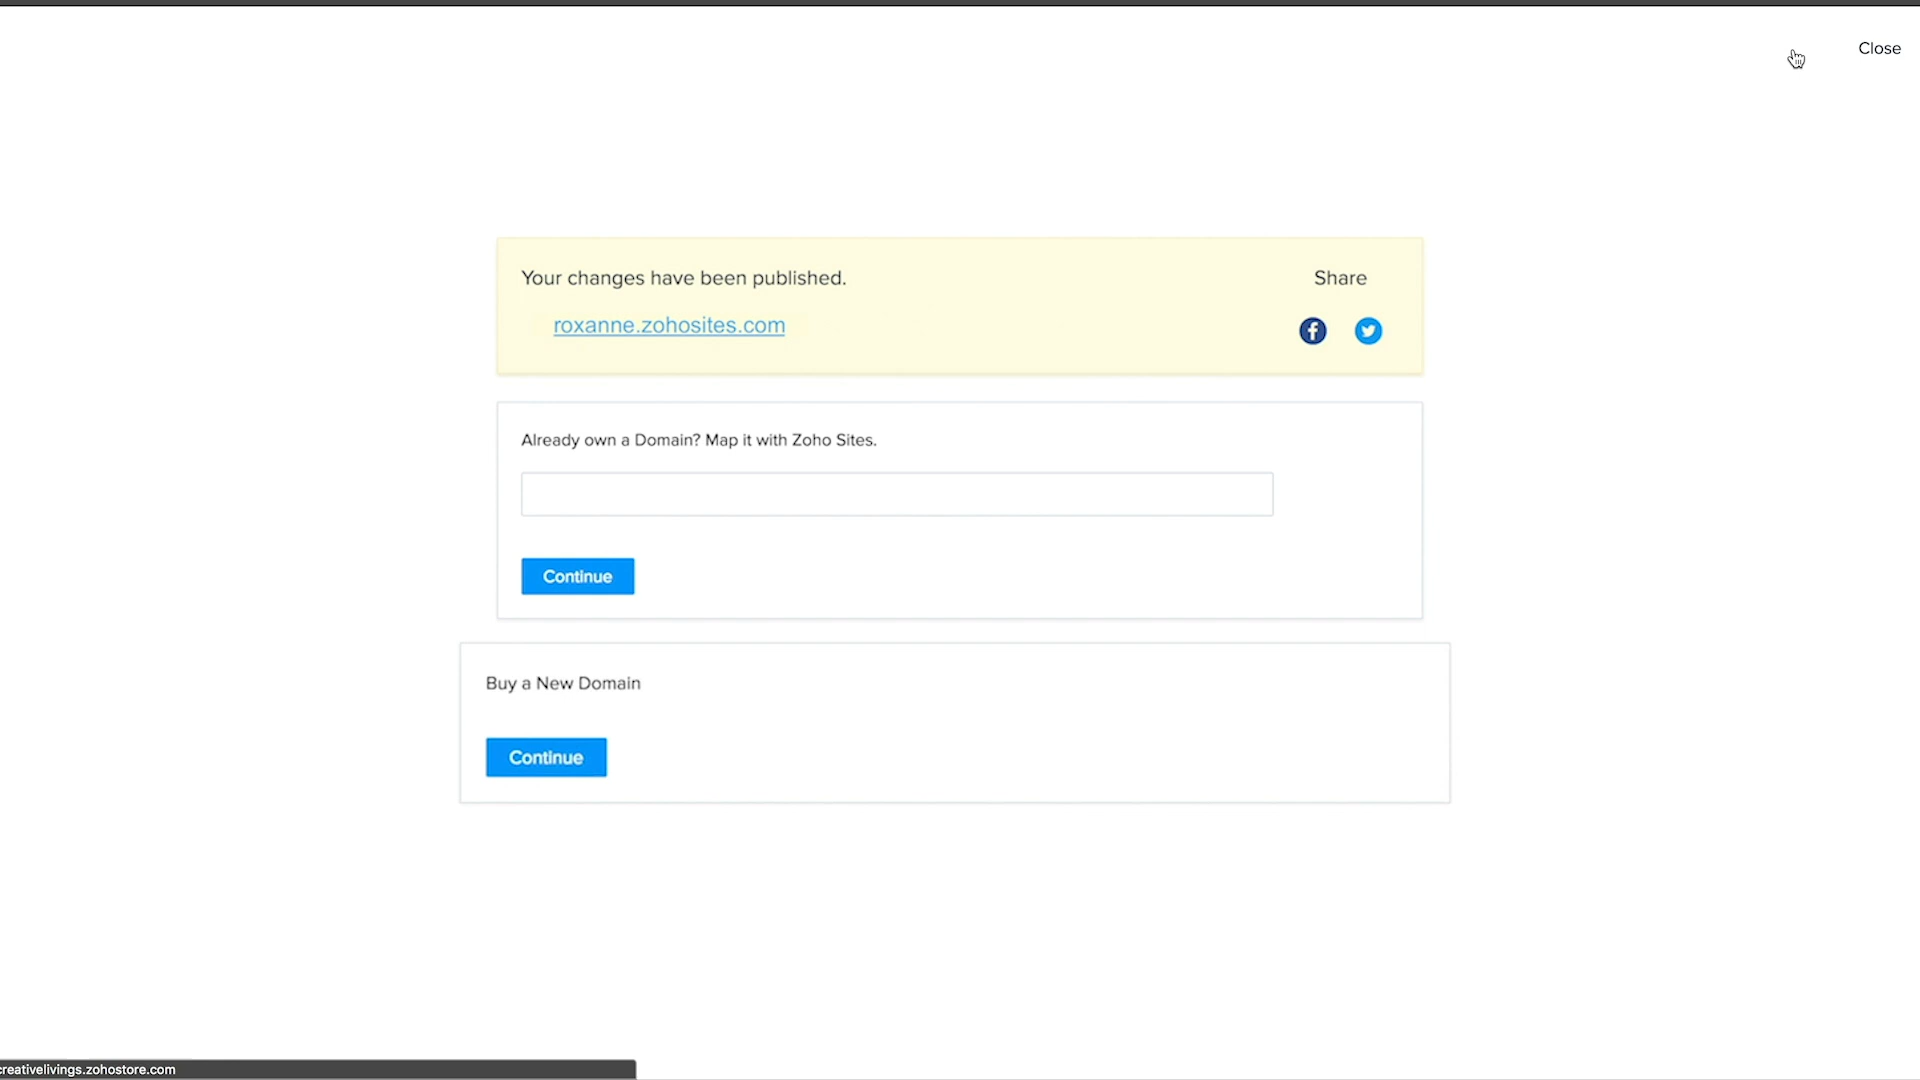 Close
Your changes have been published.
Share
roxanne.zohosites.com
Already own a Domain? Map it with Zoho Sites.
Continue
Buy a New Domain
Continue
creativelivings.zohostore.com